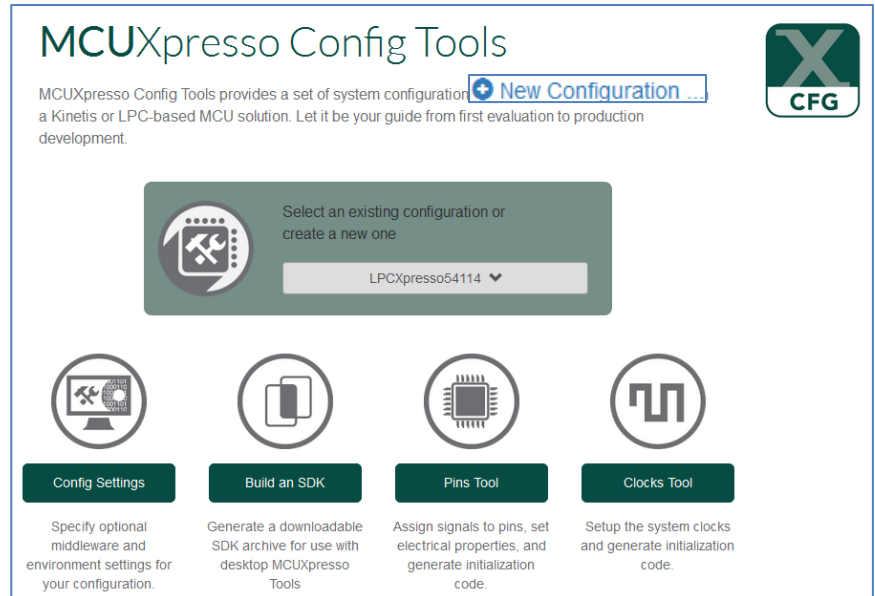 MCUXpresso Config Tools
MCUXpresso Config Tools provides a set of system configuration
New Configuration ...
a Kinetis or LPC-based MCU solution. Let it be your guide from first evaluation to production
development.
X
CFG
Select an existing configuration or
create a new one
LPCXpresso54114
Config Settings
Build an SDK
Pins Tool
Clocks Tool
Specify optional
middleware and
environment settings for
your configuration.
Generate a downloadable
SDK archive for use with
desktop MCUXpresso
Tools
Assign signals to pins, set
electrical properties, and
generate initialization
code.
Setup the system clocks
and generate initialization
code.